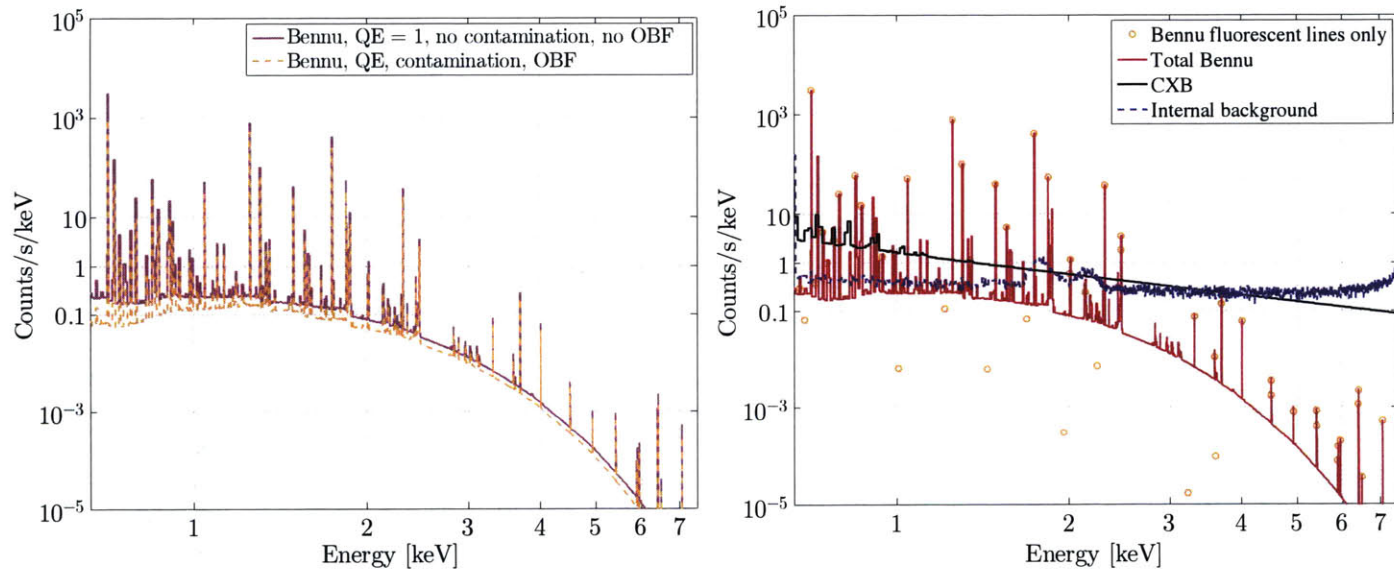 10^5
10^3
10
1
0.1
10^-3
10^-5
Counts/s/keV
Bennu, QE = 1, no contamination, no OBF
Bennu, QE, contamination, OBF
1 2 3 4 5 6 7
Energy [keV]
10^5
10^3
10
1
0.1
10^-3
10^-5
Counts/s/keV
Bennu fluorescent lines only
Total Bennu
CXB
Internal background
1 2 3 4 5 6 7
Energy [keV]